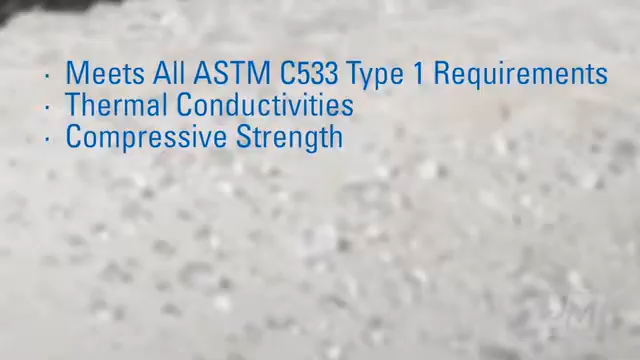 · Meets All ASTM C533 Type 1 Requirements
· Thermal Conductivities
· Compressive Strength